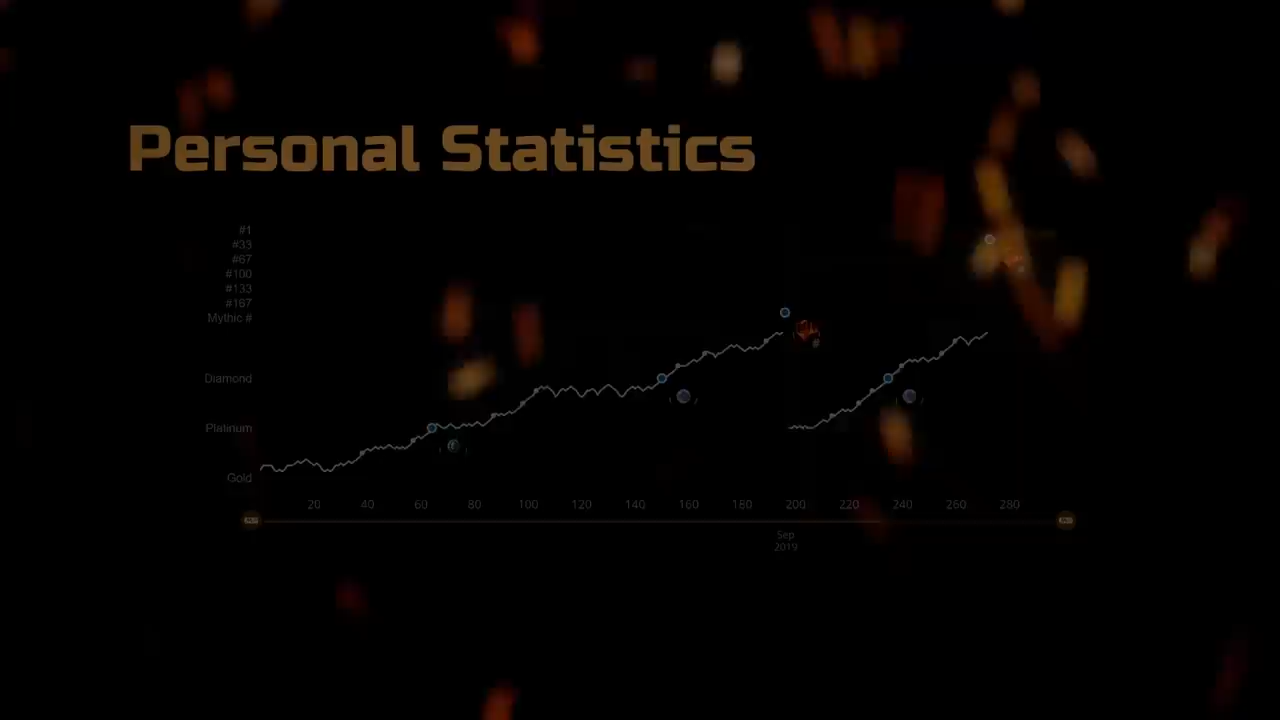 Personal Statistics
#1
#33
#67
#100
#133
#167
Mythic #
Diamond
Platinum
Gold
#
20 40 60 80 100 120 140 160 180 200 220 240 260 280
Sep
2019